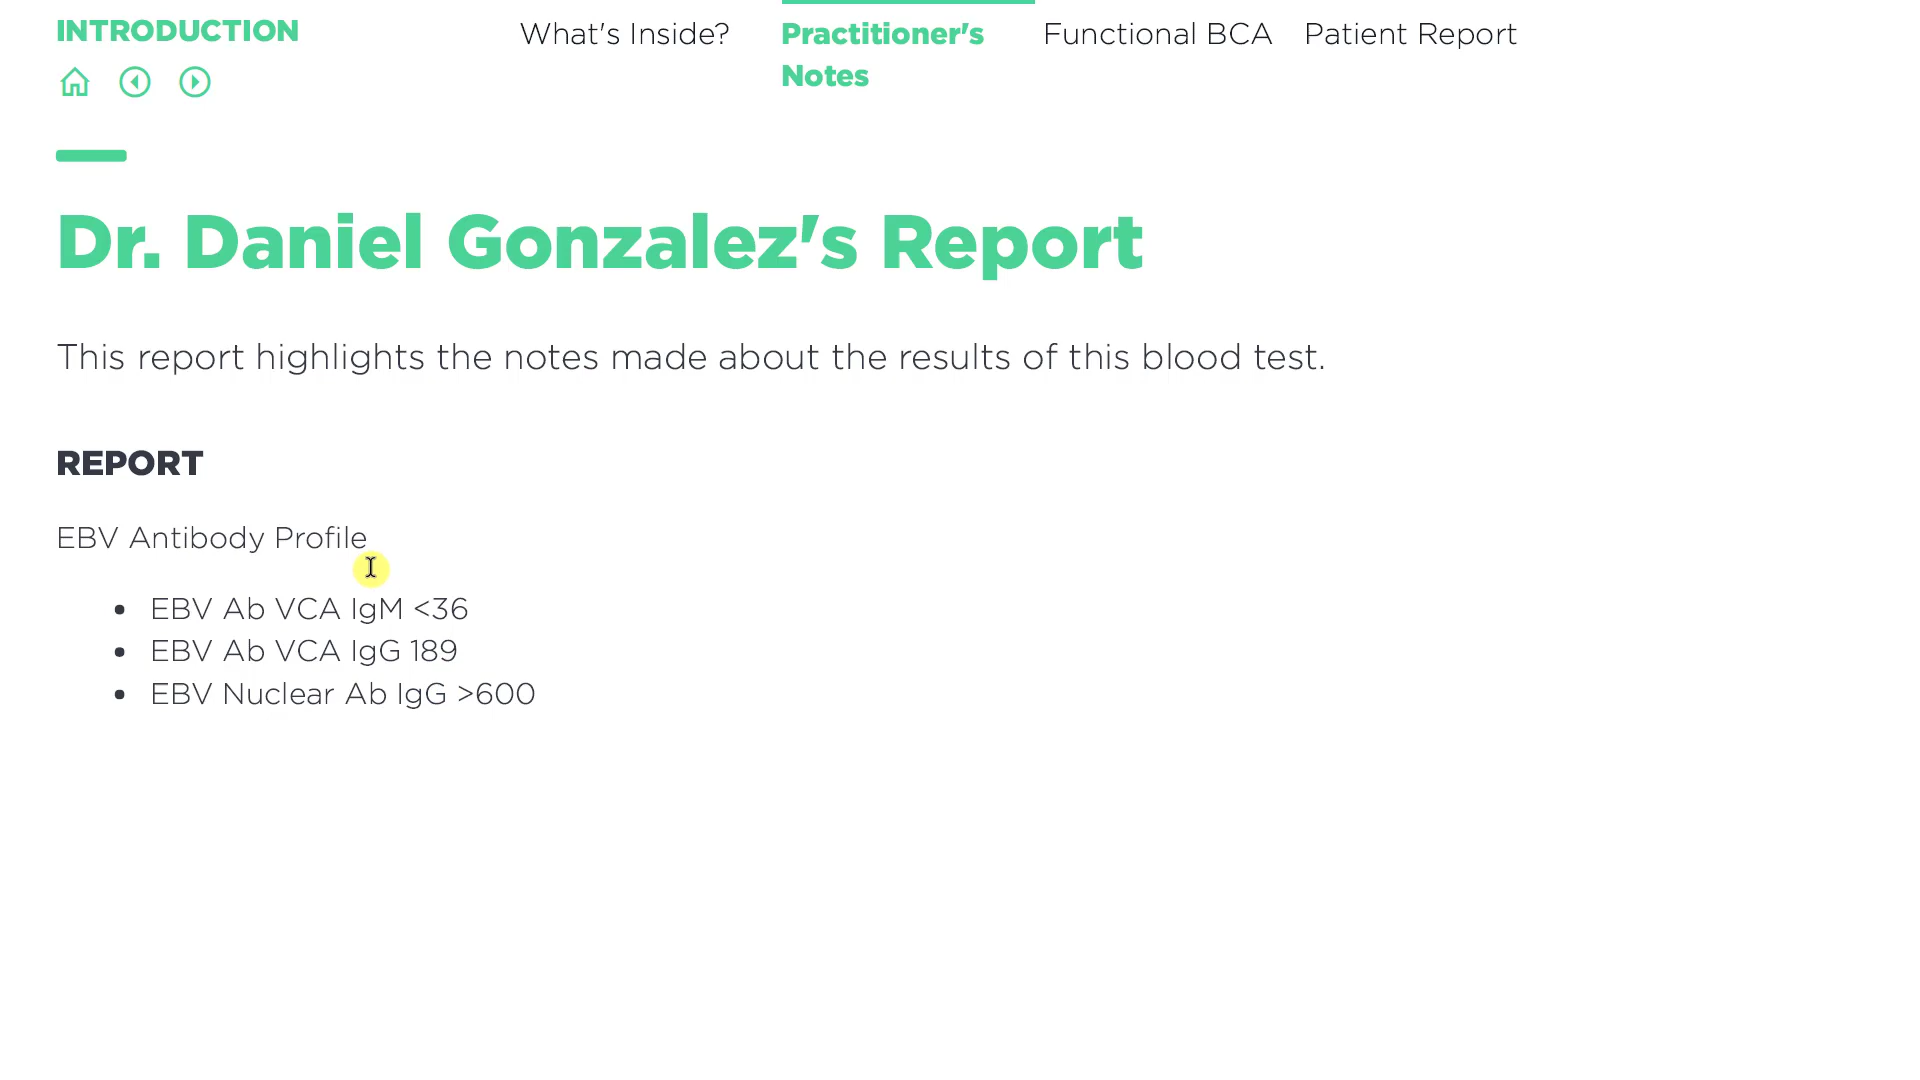 INTRODUCTION
What's Inside?
Practitioner's
Notes
Functional BCA
Patient Report
Dr. Daniel Gonzalez's Report
This report highlights the notes made about the results of this blood test.
REPORT
EBV Antibody Profile
• EBV Ab VCA IgM <36
• EBV Ab VCA IgG 189
• EBV Nuclear Ab IgG >600